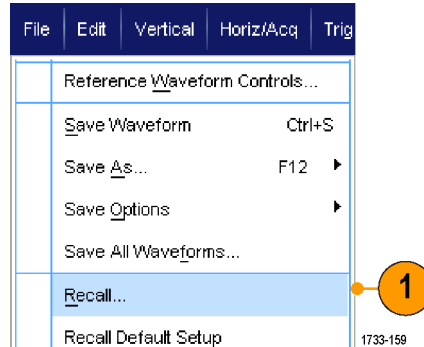 File Edit Vertical Horiz/Acq Trig
Reference Waveform Controls...
Save Waveform Ctrl+S
Save As... F12
Save Options
Save All Waveforms...
Recall...
1
Recall Default Setup
1733-159